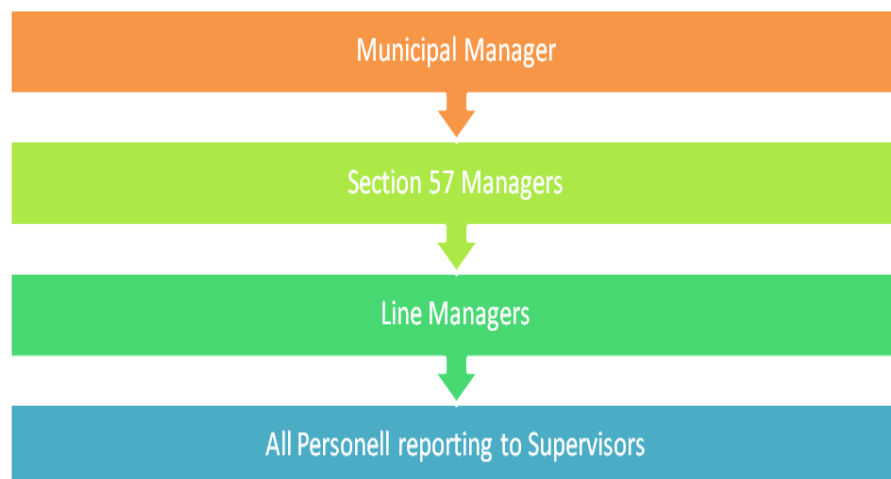 Municipal Manager
Section 57 Managers
Line Managers
All Personell reporting to Supervisors